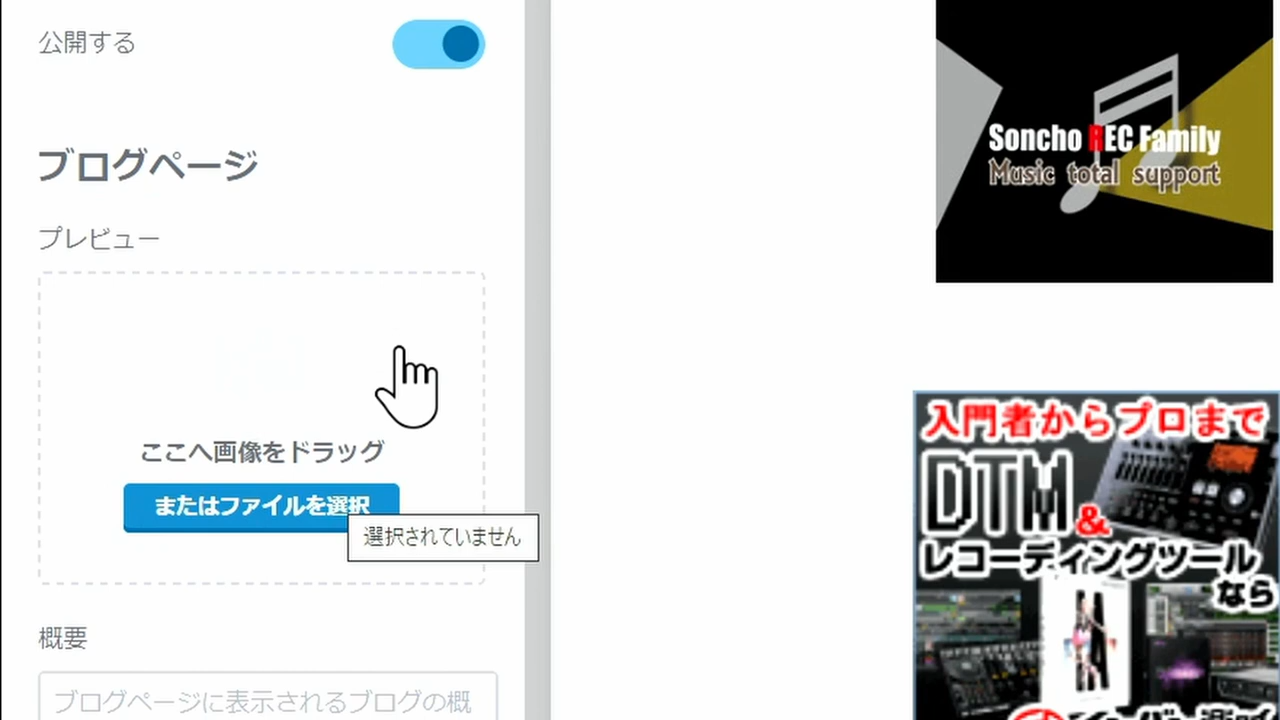 公開する
ブログページ
プレビュー
ここへ画像をドラッグ
またはファイルを選択
選択されていません
概要
ブログページに表示されるブログの概
Soncho REC Family
Music total support
入門者からプロまで
DTM&
レコーディングツール
なら